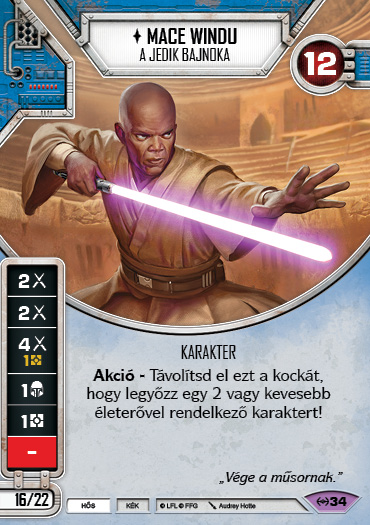 MACE WINDU
A JEDIK BAJNOKA
12
2
2
4
1
1
1
-
KARAKTER
Akció - Távolítsd el ezt a kockát,
hogy legyőzz egy 2 vagy kevesebb
életerővel rendelkező karaktert!
„Vége a műsornak.”
16/22
HŐS
KÉK
© LFL © FFG
Audrey Hotte
34